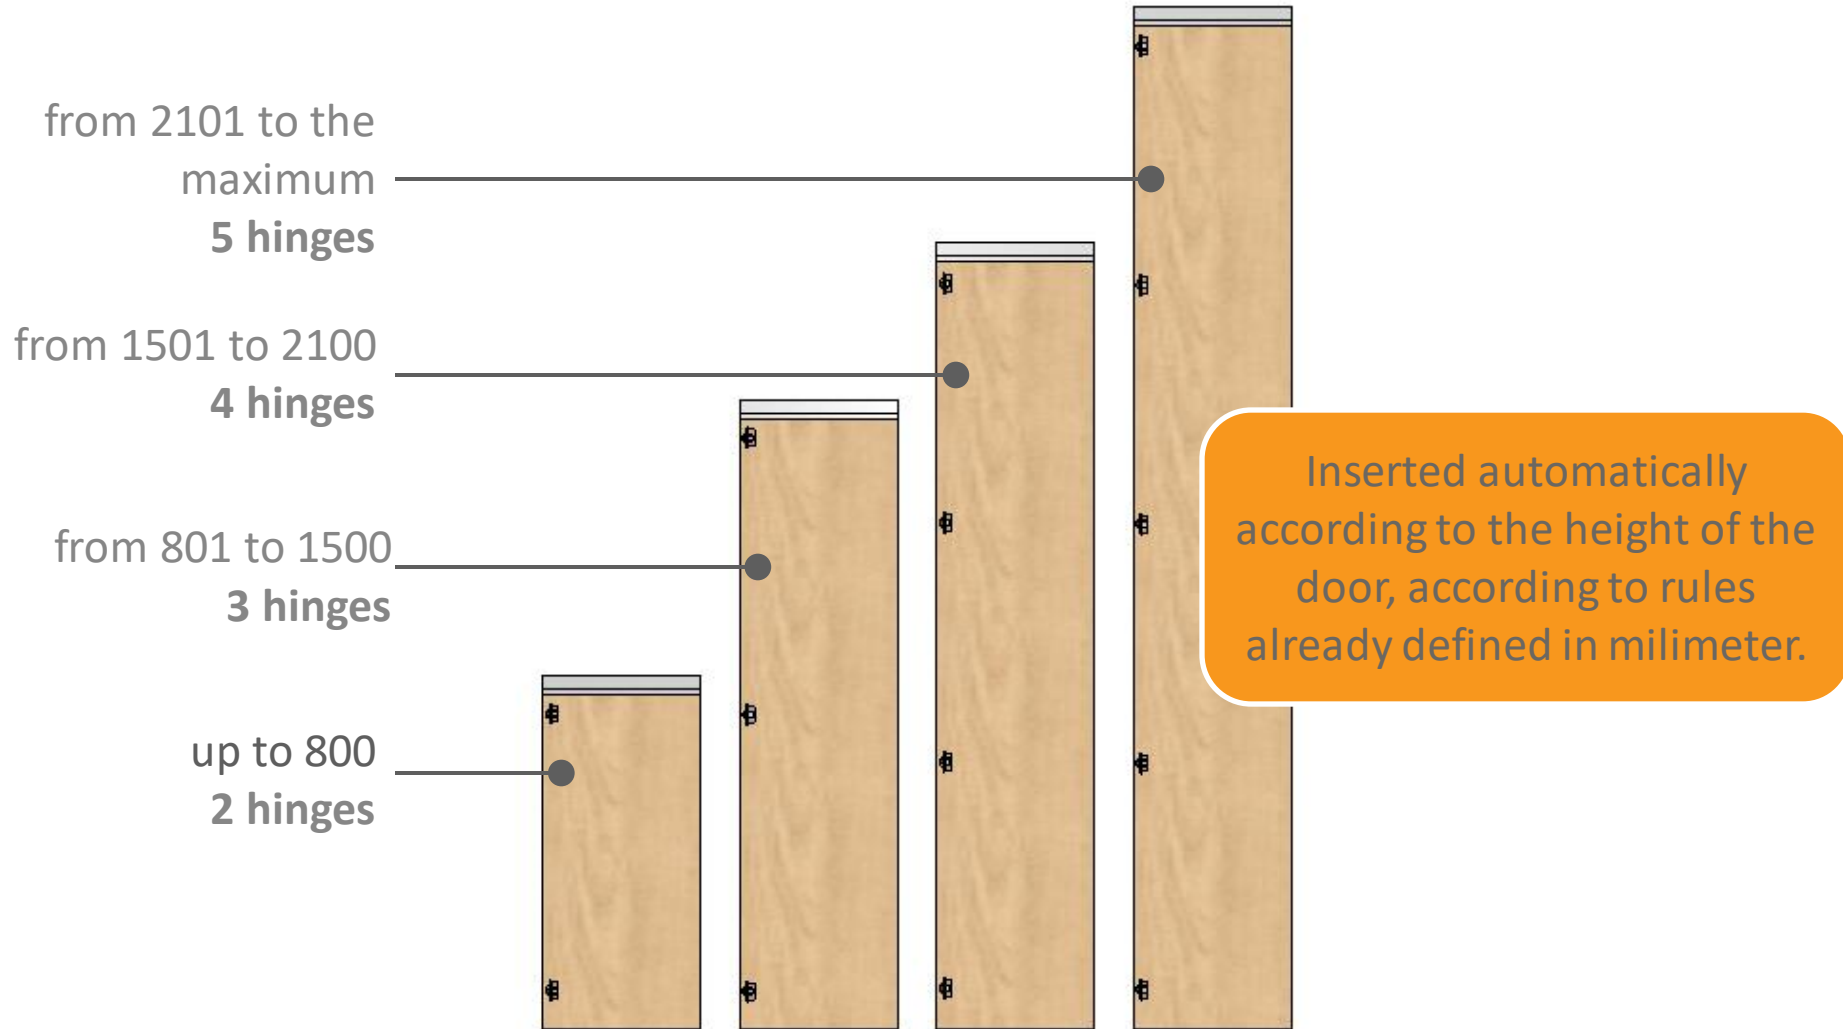 from 2101 to the
maximum
5 hinges
from 1501 to 2100
4 hinges
from 801 to 1500
3 hinges
up to 800
2 hinges
Inserted automatically
according to the height of the
door, according to rules
already defined in milimeter.